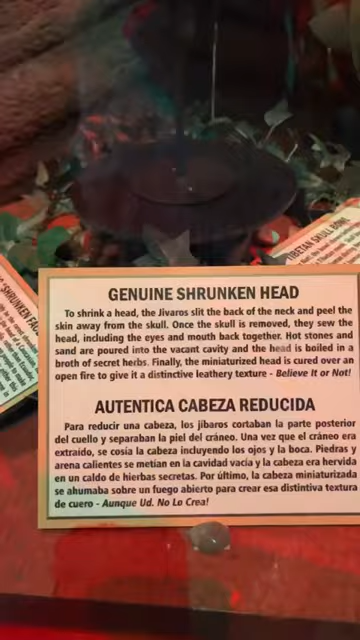 GENUINE SHRUNKEN HEAD
To shrink a head, the Jivaros slit the back of the neck and peel the
skin away from the skull. Once the skull is removed, they sew the
head, including the eyes and mouth back together. Hot stones and
sand are poured into the vacant cavity and the head is boiled in a
broth of secret herbs. Finally, the miniaturized head is cured over an
open fire to give it a distinctive leathery texture - Believe It or Not!
AUTENTICA CABEZA REDUCIDA
Para reducir una cabeza, los jíbaros cortaban la parte posterior
del cuello y separaban la piel del cráneo. Una vez que el cráneo era
extraído, se cosía la cabeza incluyendo los ojos y la boca. Piedras y
arena calientes se metían en la cavidad vacía y la cabeza era hervida
en un caldo de hierbas secretas. Por último, la cabeza miniaturizada
se ahumaba sobre un fuego abierto para crear esa distintiva textura
de cuero - Aunque Ud. No Lo Crea!
TIBETAN SKULL BOWL
"SHRUNKEN